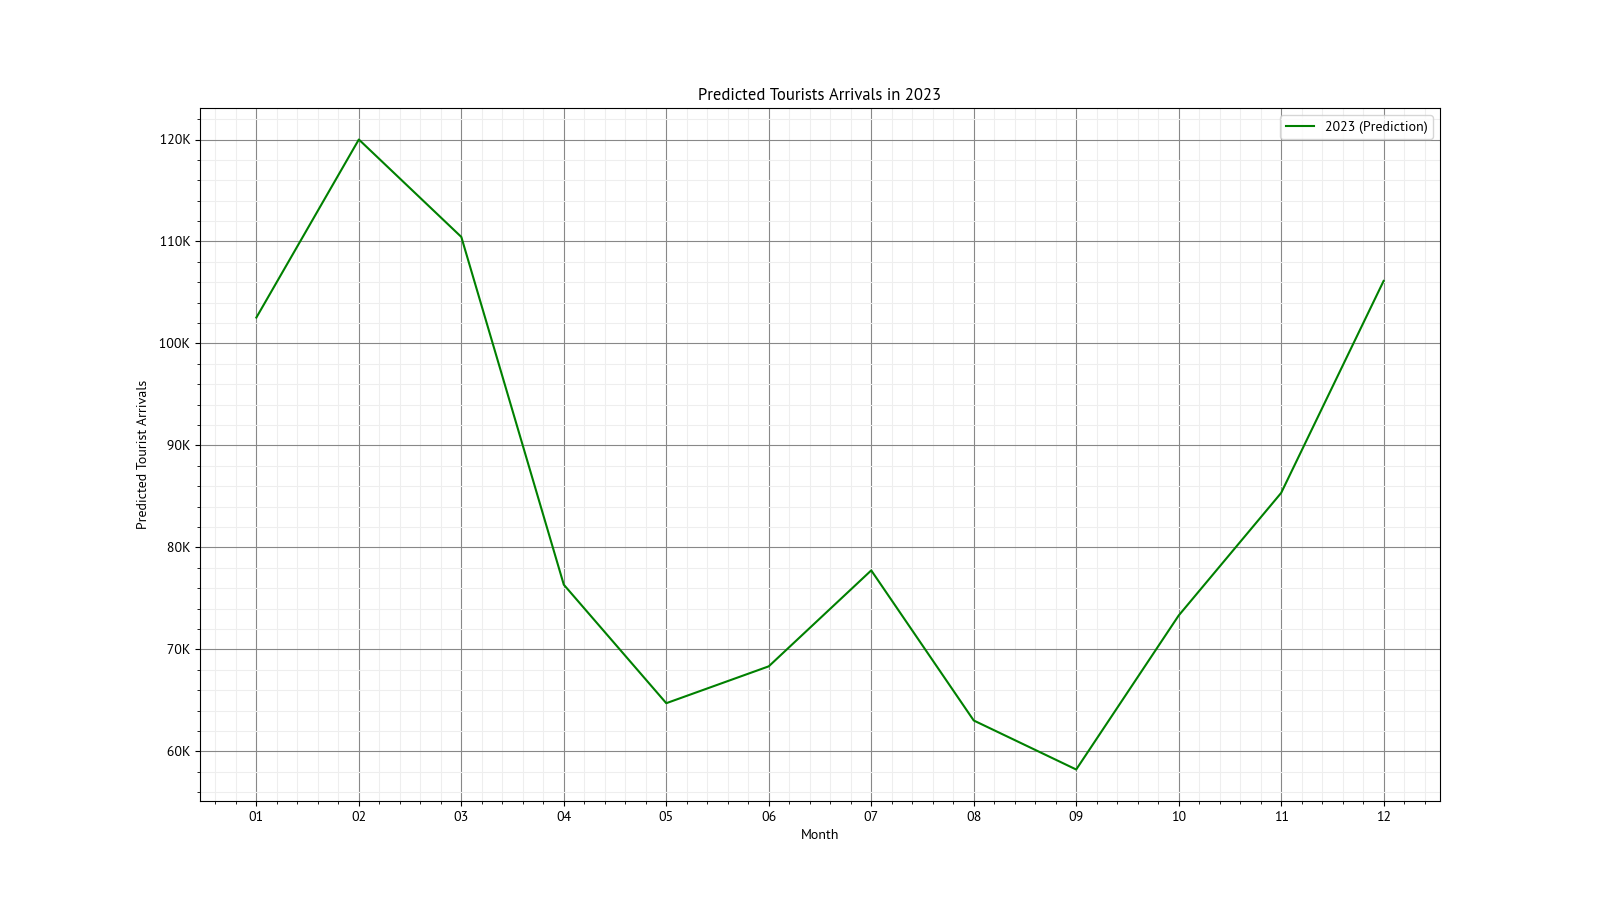 Predicted Tourists Arrivals in 2023
2023 (Prediction)
120K
110K
100K
90K
80K
70K
60K
Predicted Tourist Arrivals
01 02 03 04 05 06 07 08 09 10 11 12
Month